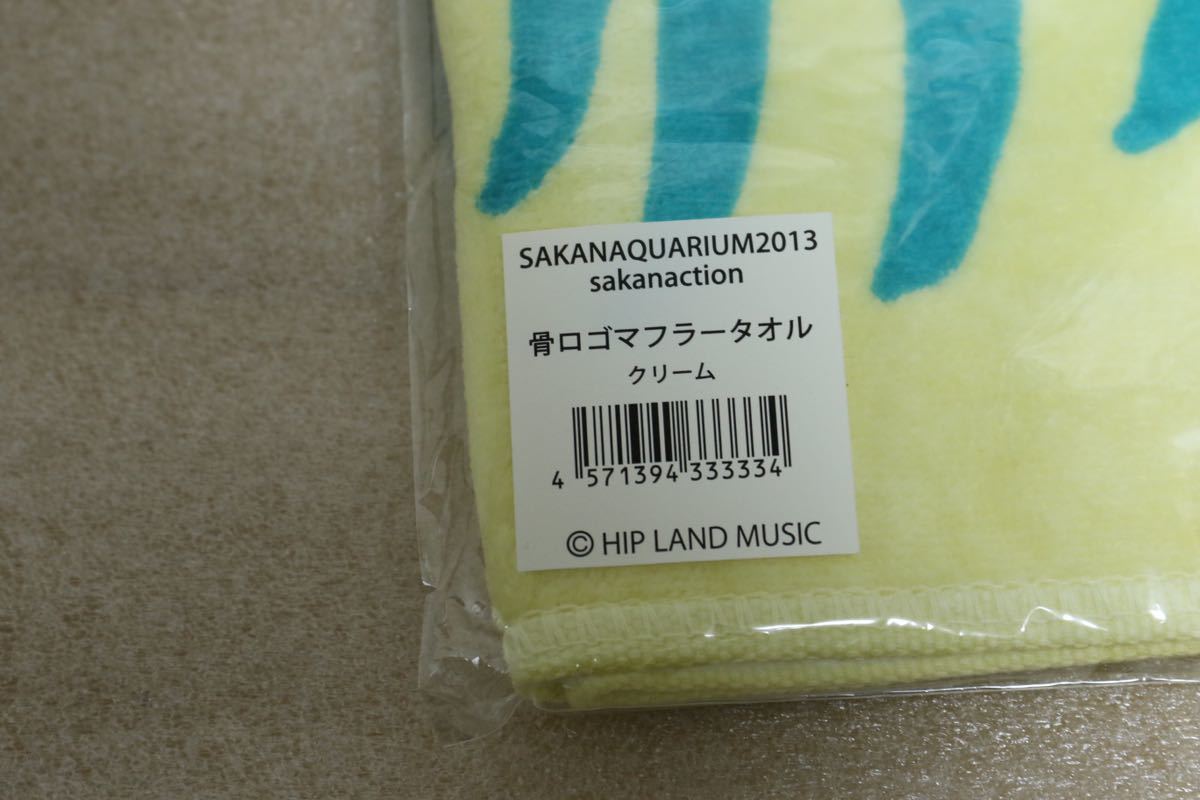 SAKANAQUARIUM2013
sakanaction
骨ロゴマフラータオル
クリーム
4 571394 333334
© HIP LAND MUSIC